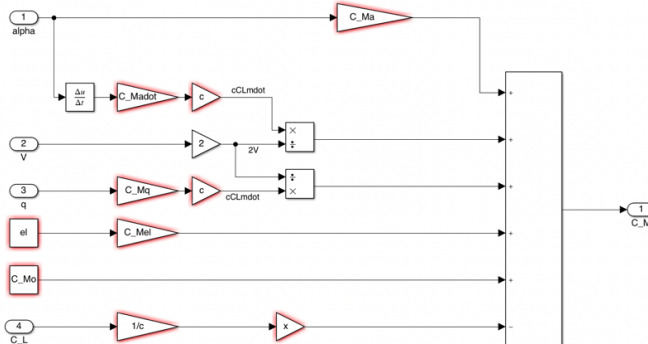 1
alpha
C_Ma
Δu
Δt
C_Madot
c
cCLmdot
×
÷
+
+
2
V
2
2V
÷
×
+
3
q
C_Mq
c
cCLmdot
1
C_M
el
C_Mel
+
C_Mo
+
4
C_L
1/c
x
−